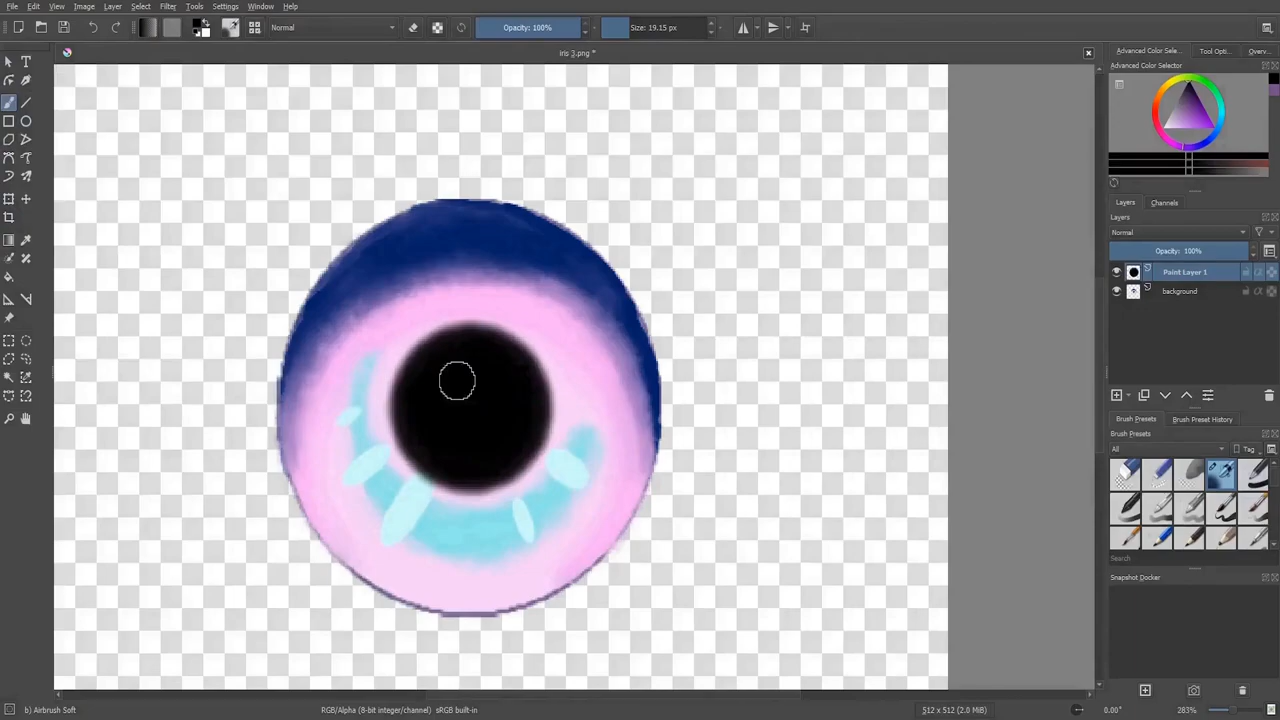 File Edit View Image Layer Select Filter Tools Settings Window Help
Normal Opacity: 100% Size: 19.15 px
iris 3.png *
Advanced Color Sele... Tool Opti... Overv...
Advanced Color Selector
Layers Channels
Layers
Normal
Opacity: 100%
Paint Layer 1
background
Brush Presets Brush Preset History
Brush Presets
All Tag
Search
Snapshot Docker
b) Airbrush Soft RGB/Alpha (8-bit integer/channel) sRGB built-in 512 x 512 (2.0 MiB) 0.00° 283%